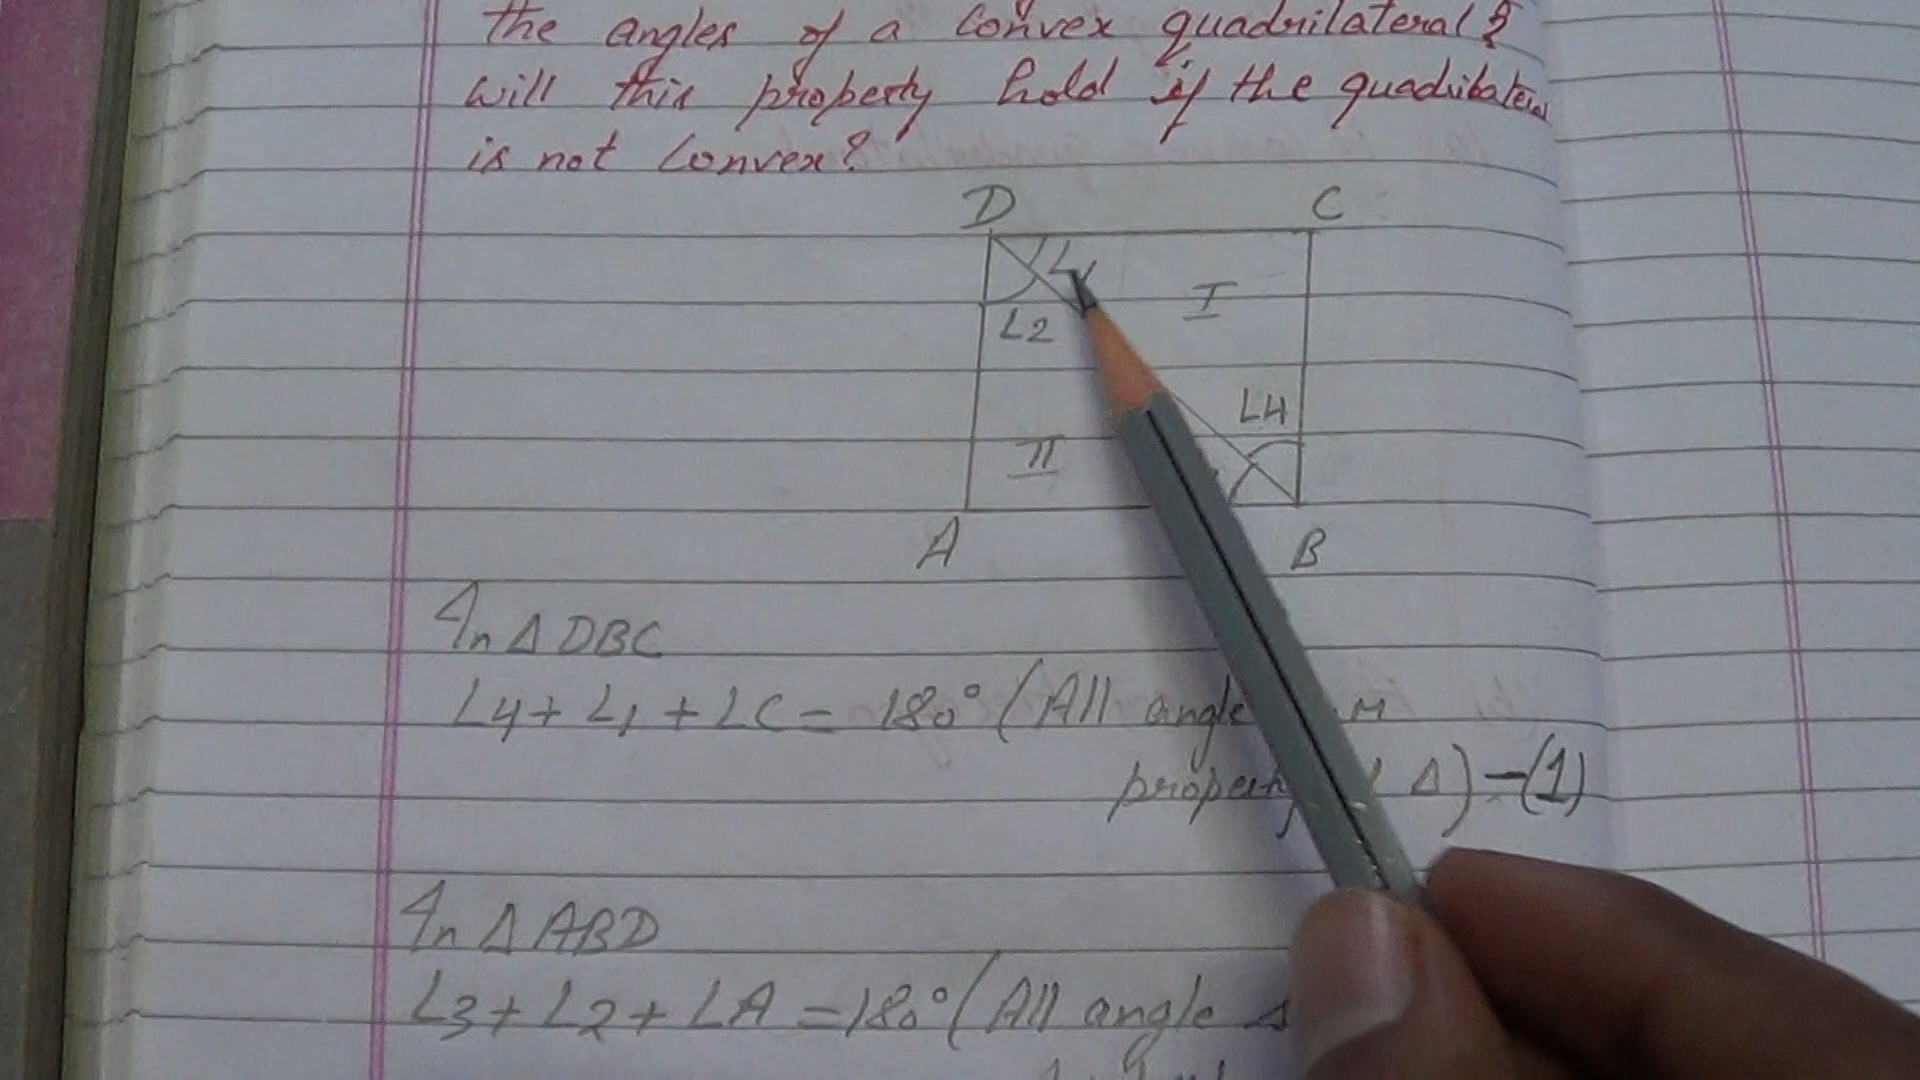 the angles of a convex quadrilateral?
will this property hold if the quadrilateral
is not convex?
D C
∠1 I
∠2
∠4
II
A B
In Δ DBC
∠4 + ∠1 + ∠C = 180° (All angle
property Δ) - (1)
In Δ ABD
∠3 + ∠2 + ∠A = 180° (All angle